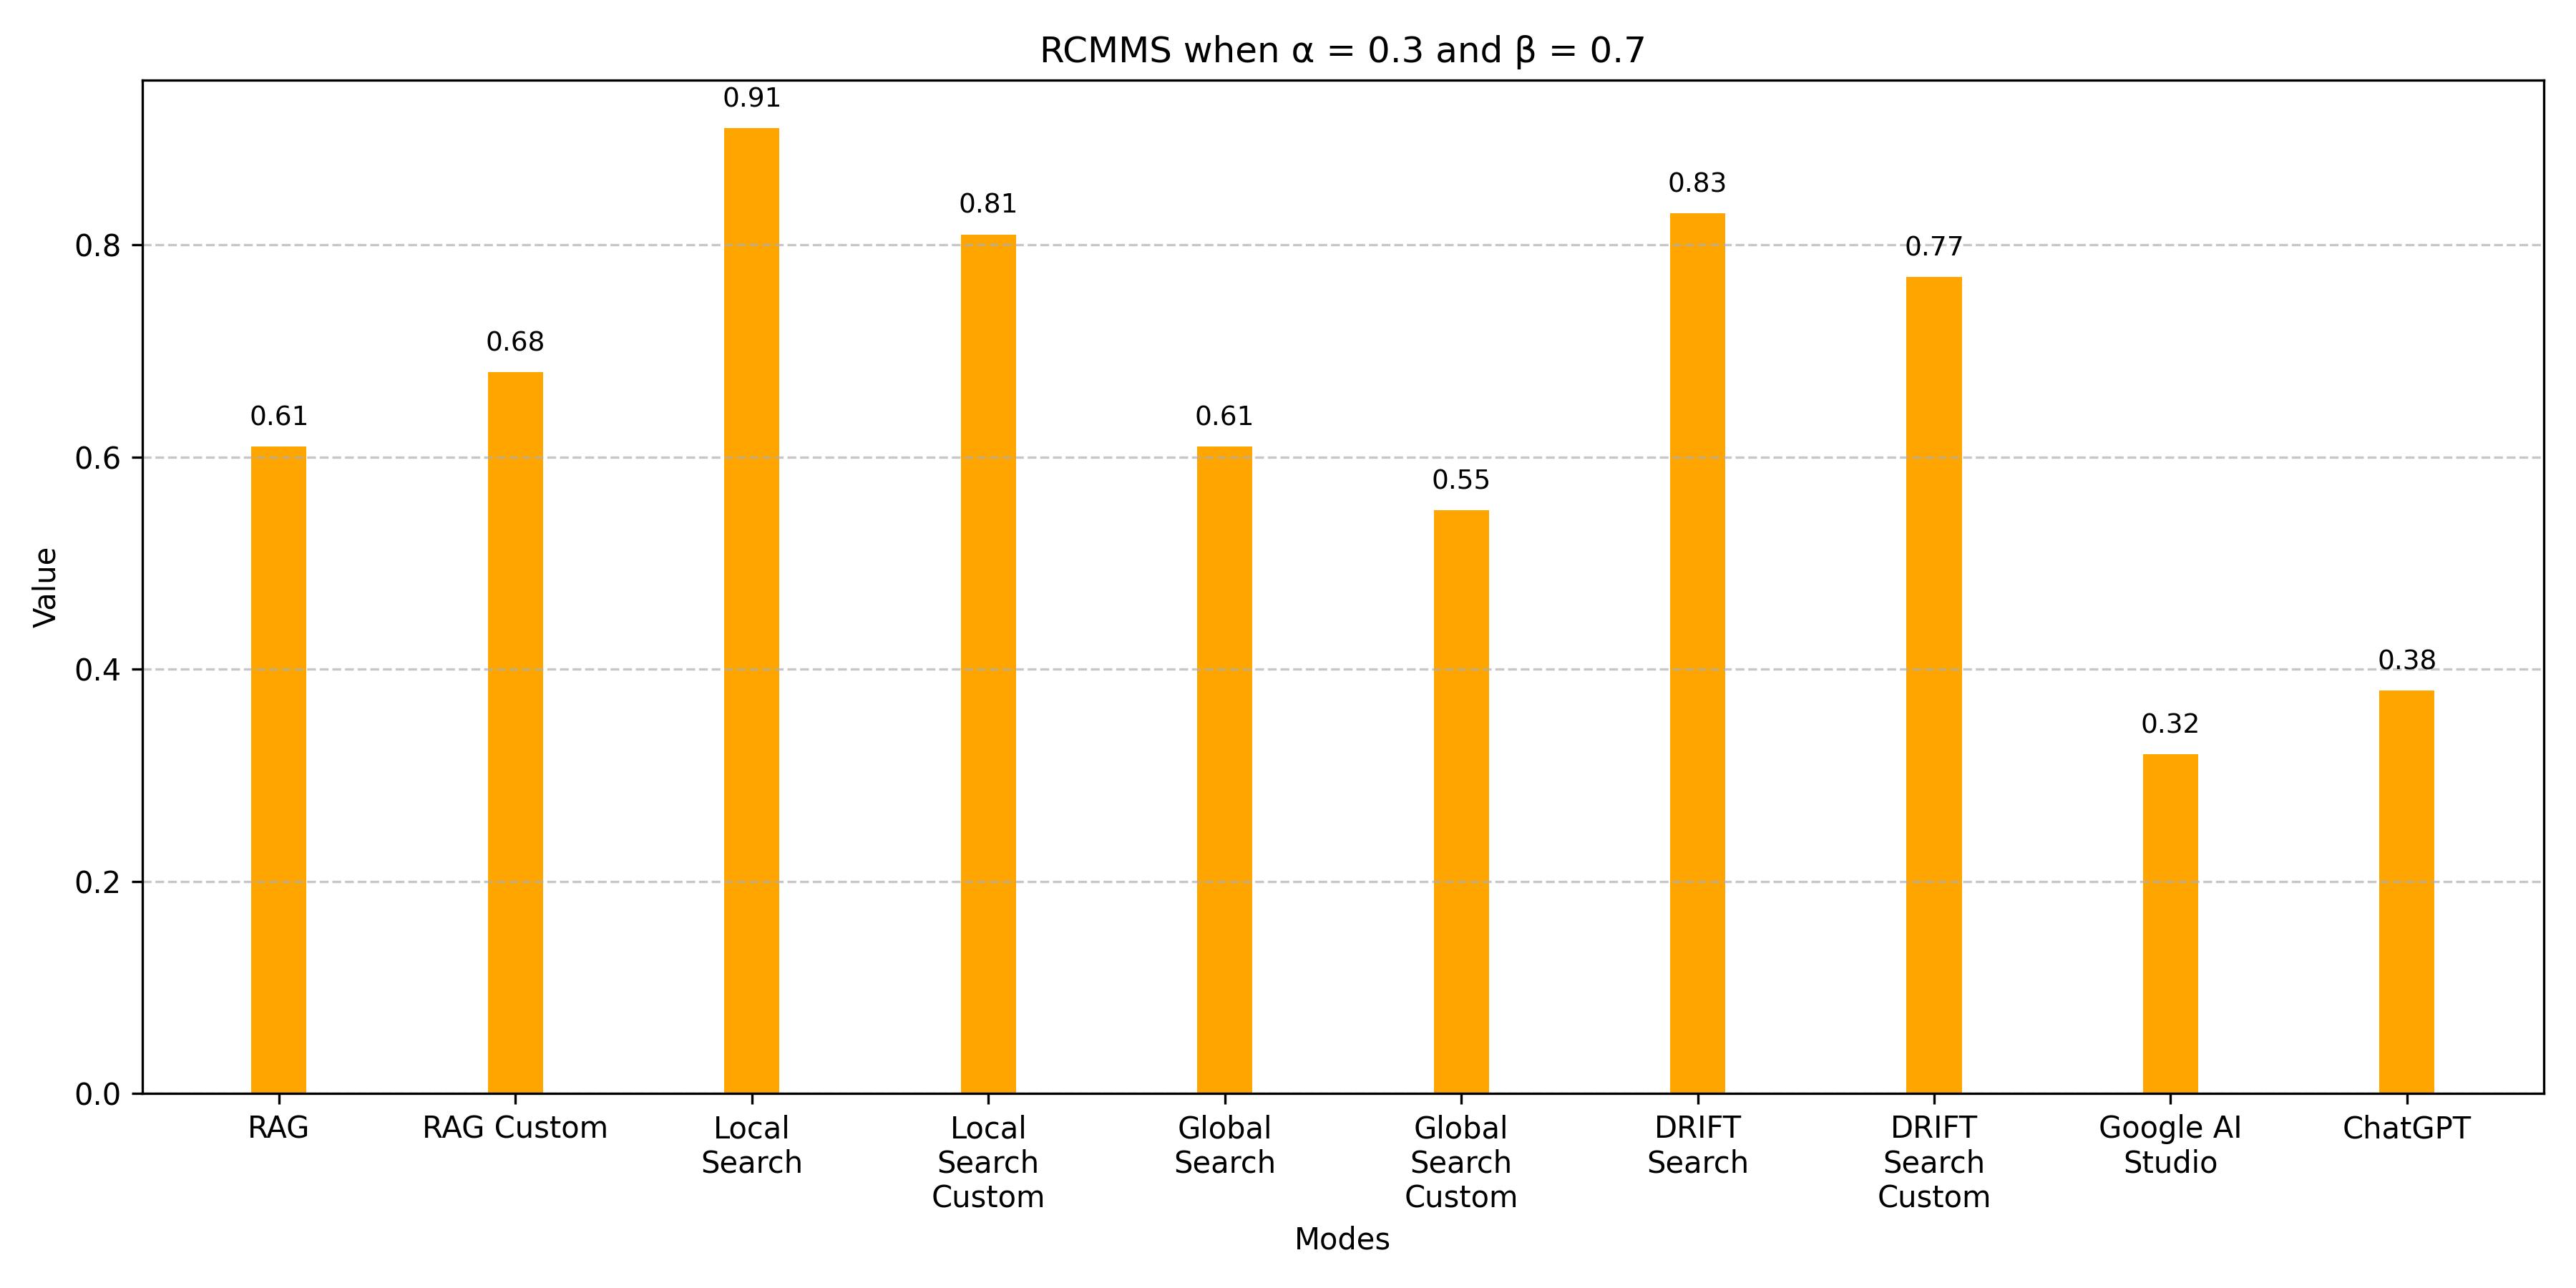 RCMMS when α = 0.3 and β = 0.7
0.91
0.81
0.83
0.77
0.68
0.61
0.61
0.55
0.38
0.32
0.8
0.6
0.4
0.2
0.0
Value
RAG
RAG Custom
Local
Search
Local
Search
Custom
Global
Search
Global
Search
Custom
DRIFT
Search
DRIFT
Search
Custom
Google AI
Studio
ChatGPT
Modes